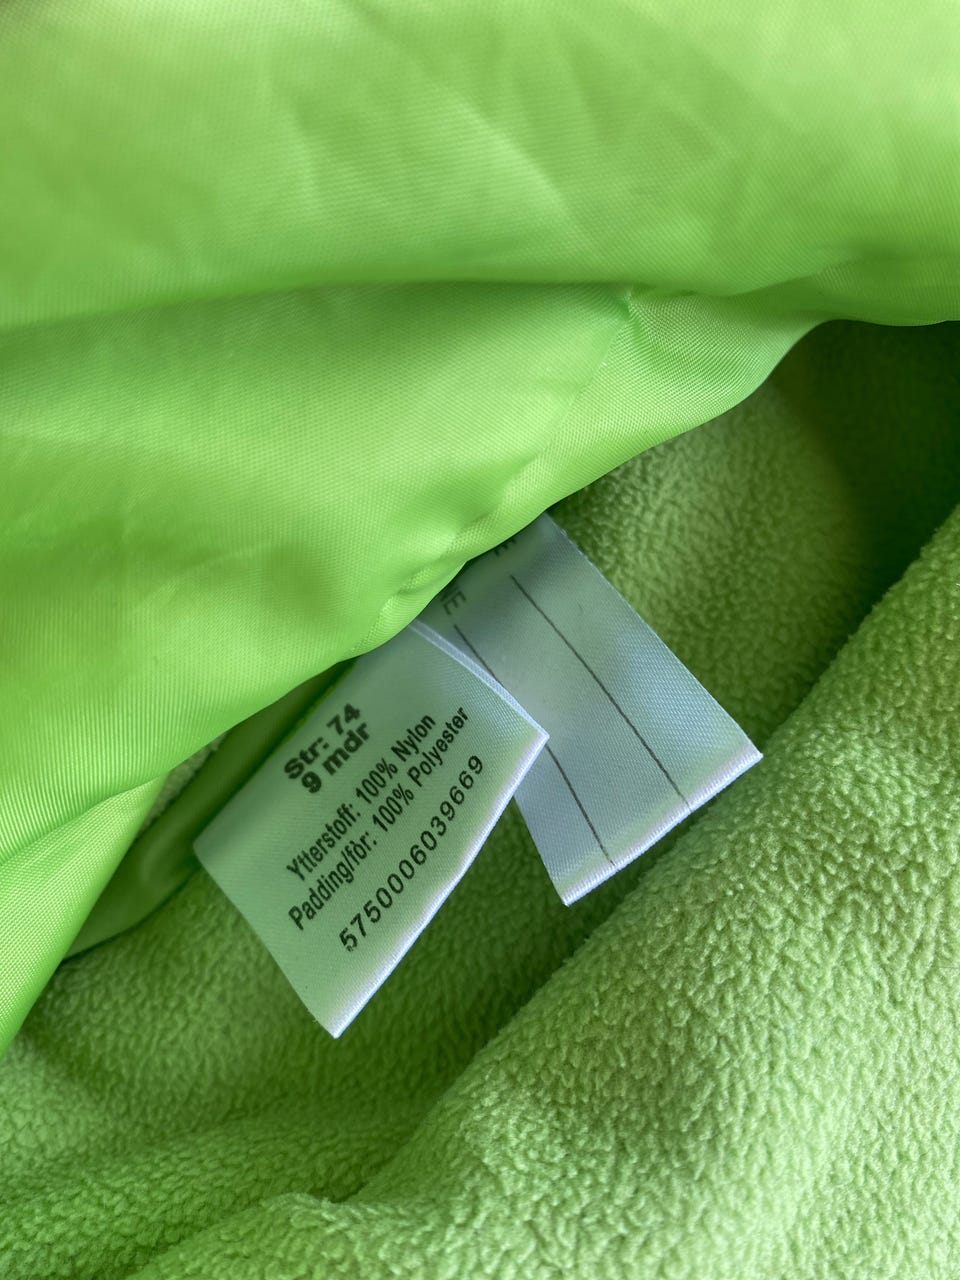 Str: 74
9 mdr
Ytterstoff: 100% Nylon
Padding/fôr: 100% Polyester
5750006039669